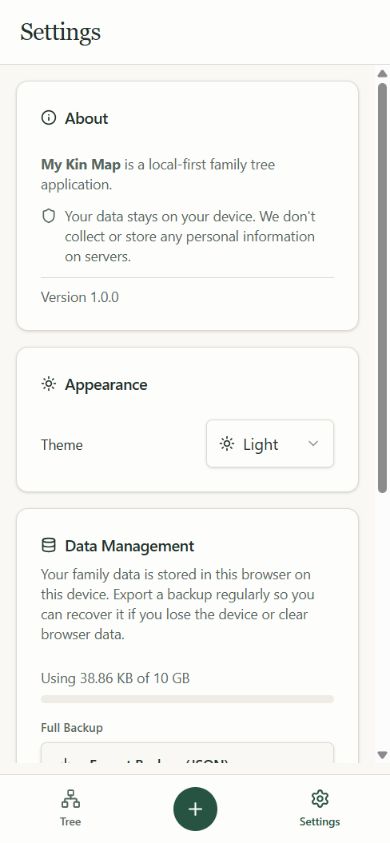 Settings
About
My Kin Map is a local-first family tree
application.
Your data stays on your device. We don't
collect or store any personal information
on servers.
Version 1.0.0
Appearance
Theme
Light
Data Management
Your family data is stored in this browser on
this device. Export a backup regularly so you
can recover it if you lose the device or clear
browser data.
Using 38.86 KB of 10 GB
Full Backup
Export Backup (JSON)
Tree
Settings